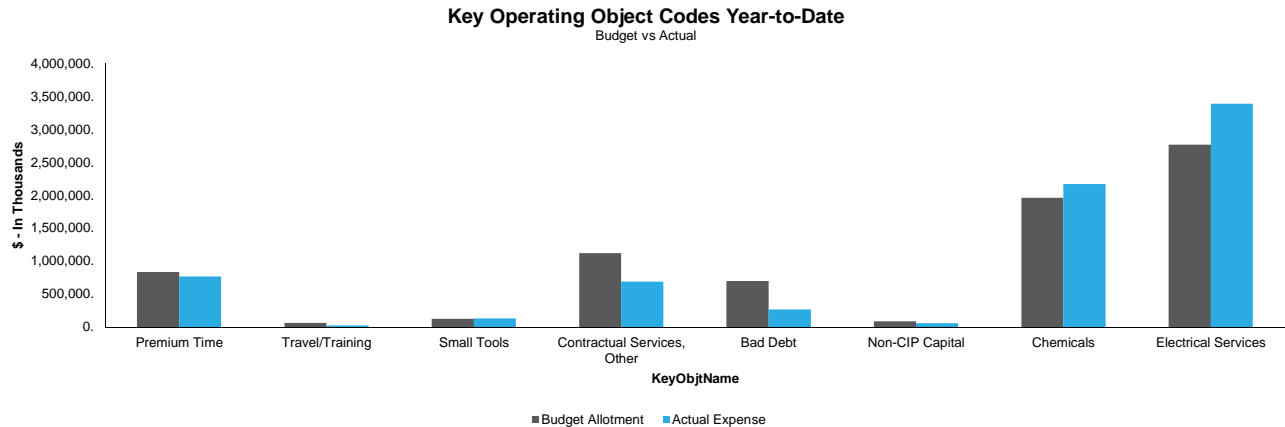 Key Operating Object Codes Year-to-Date
Budget vs Actual
$ - In Thousands
4,000,000.
3,500,000.
3,000,000.
2,500,000.
2,000,000.
1,500,000.
1,000,000.
500,000.
0.
Premium Time
Travel/Training
Small Tools
Contractual Services,
Other
Bad Debt
Non-CIP Capital
Chemicals
Electrical Services
KeyObjtName
Budget Allotment
Actual Expense